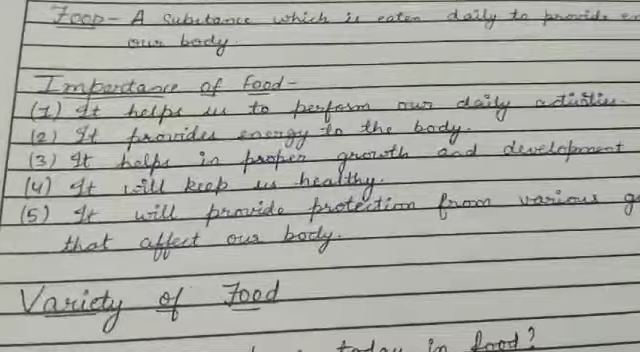 Food - A substance which is eaten daily to provide
our body.
Importance of Food -
(1) It helps us to perform our daily
(2) It provides energy to the body.
(3) It helps in proper growth and development
(4) It will keep us healthy.
(5) It will provide protection from various
that affect our body.
Variety of Food
today in food?